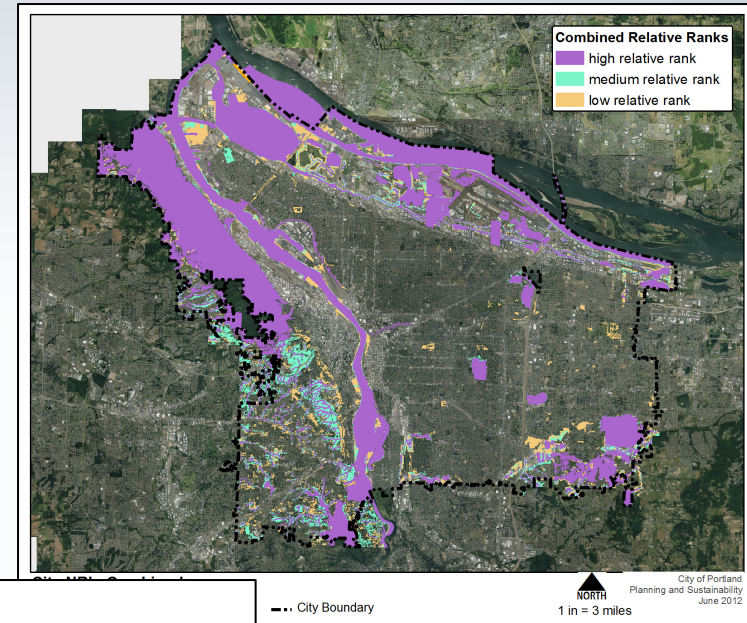 Combined Relative Ranks
high relative rank
medium relative rank
low relative rank
City Boundary
NORTH
1 in = 3 miles
City of Portland
Planning and Sustainability
June 2012